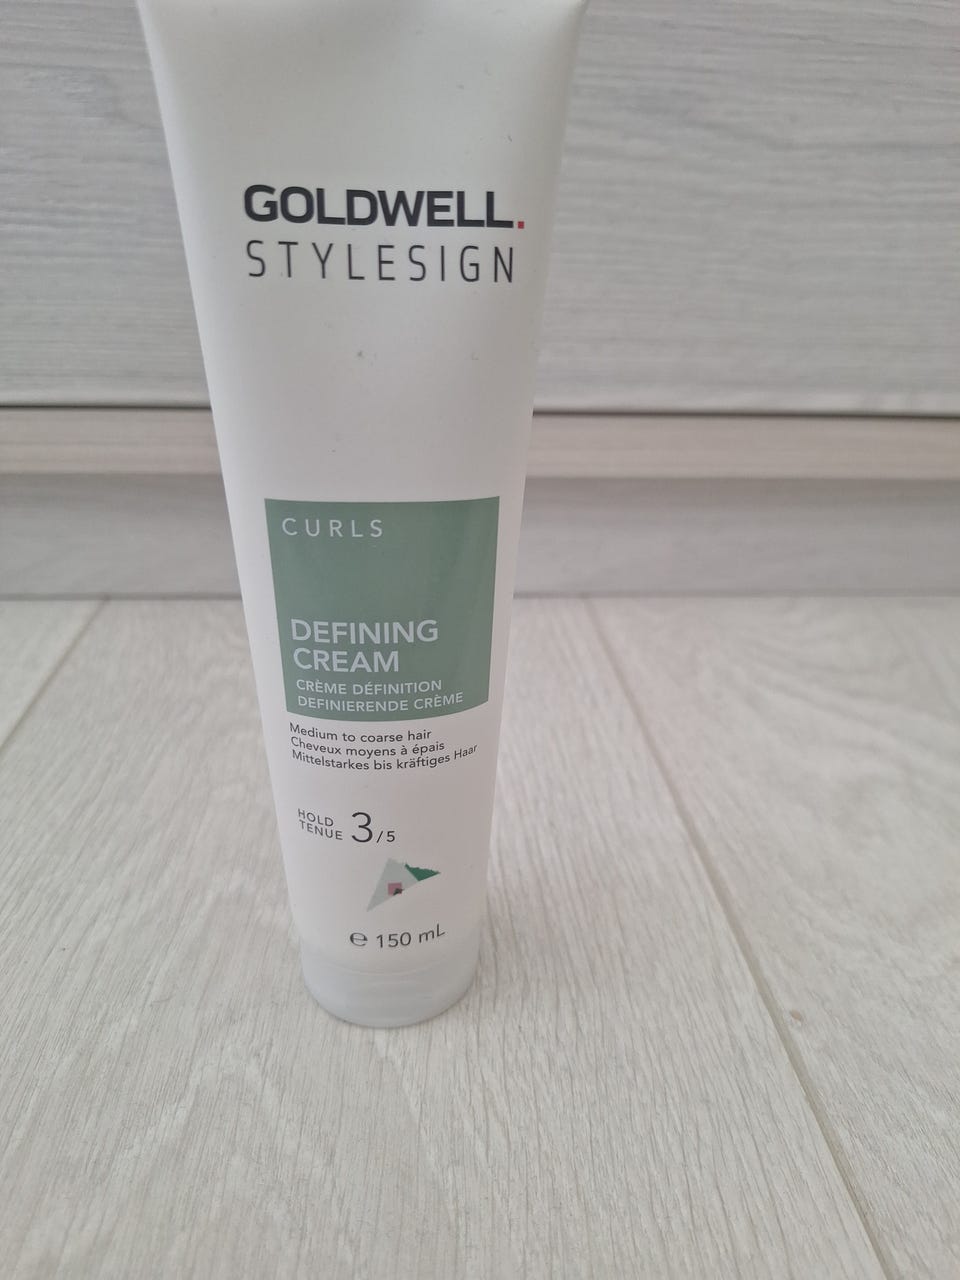 GOLDWELL.
STYLESIGN
CURLS
DEFINING
CREAM
CRÈME DÉFINITION
DEFINIERENDE CRÈME
Medium to coarse hair
Cheveux moyens à épais
Mittelstarkes bis kräftiges Haar
HOLD
TENUE 3/5
℮ 150 mL